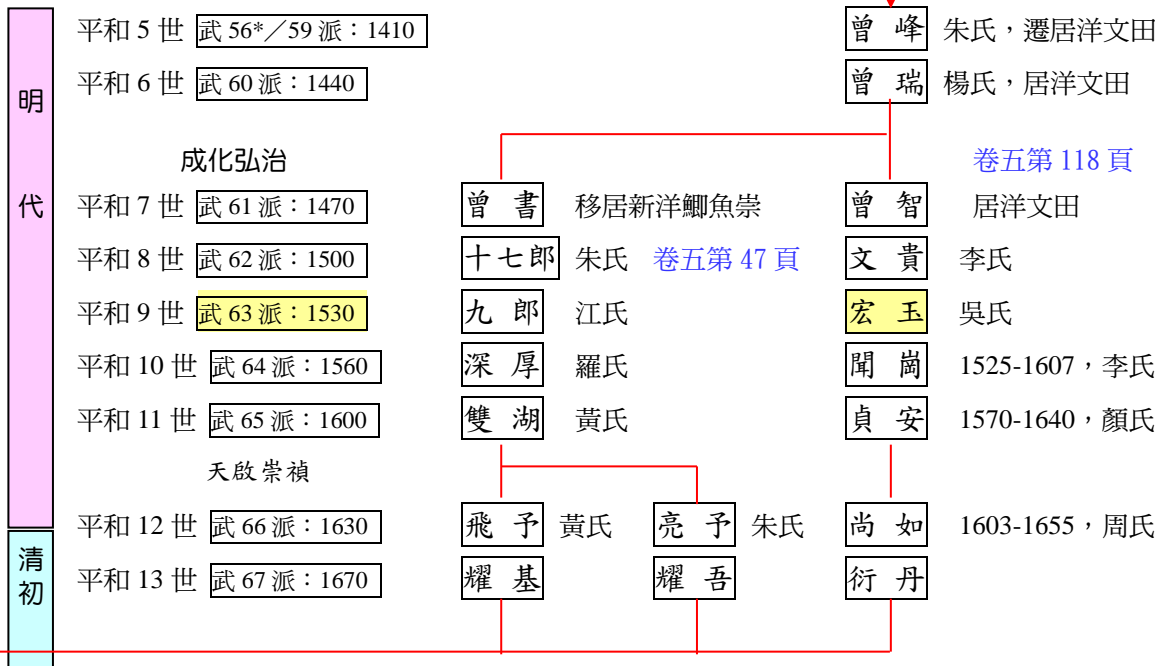 明代
平和 5 世 武 56*／59 派：1410 曾 峰 朱氏，遷居洋文田
平和 6 世 武 60 派：1440 曾 瑞 楊氏，居洋文田
成化弘治 卷五第 118 頁
平和 7 世 武 61 派：1470 曾 書 移居新洋鯽魚崇 曾 智 居洋文田
平和 8 世 武 62 派：1500 十七郎 朱氏 卷五第 47 頁 文 貴 李氏
平和 9 世 武 63 派：1530 九 郎 江氏 宏 玉 吳氏
平和 10 世 武 64 派：1560 深 厚 羅氏 聞 崗 1525-1607，李氏
平和 11 世 武 65 派：1600 雙 湖 黃氏 貞 安 1570-1640，顏氏
天啟崇禎
平和 12 世 武 66 派：1630 飛 予 黃氏 亮 予 朱氏 尚 如 1603-1655，周氏
清初
平和 13 世 武 67 派：1670 耀 基 耀 吾 衍 丹